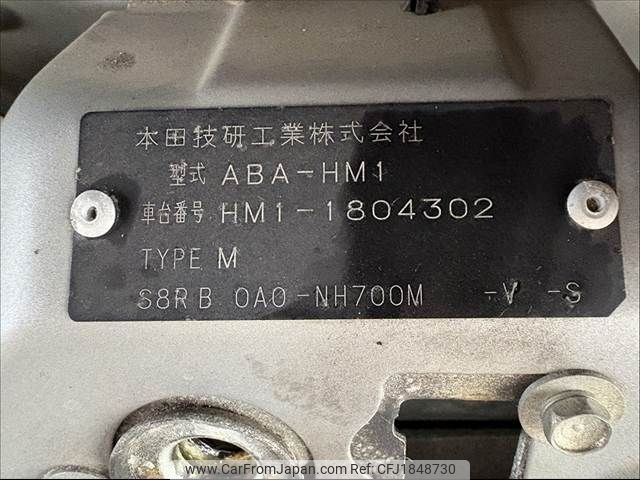 本田技研工業株式会社
型式 ABA-HM1
車台番号 HM1-1804302
TYPE M
S8RB 0A0-NH700M -V -S
www.CarFromJapan.com Ref: CFJ1848730